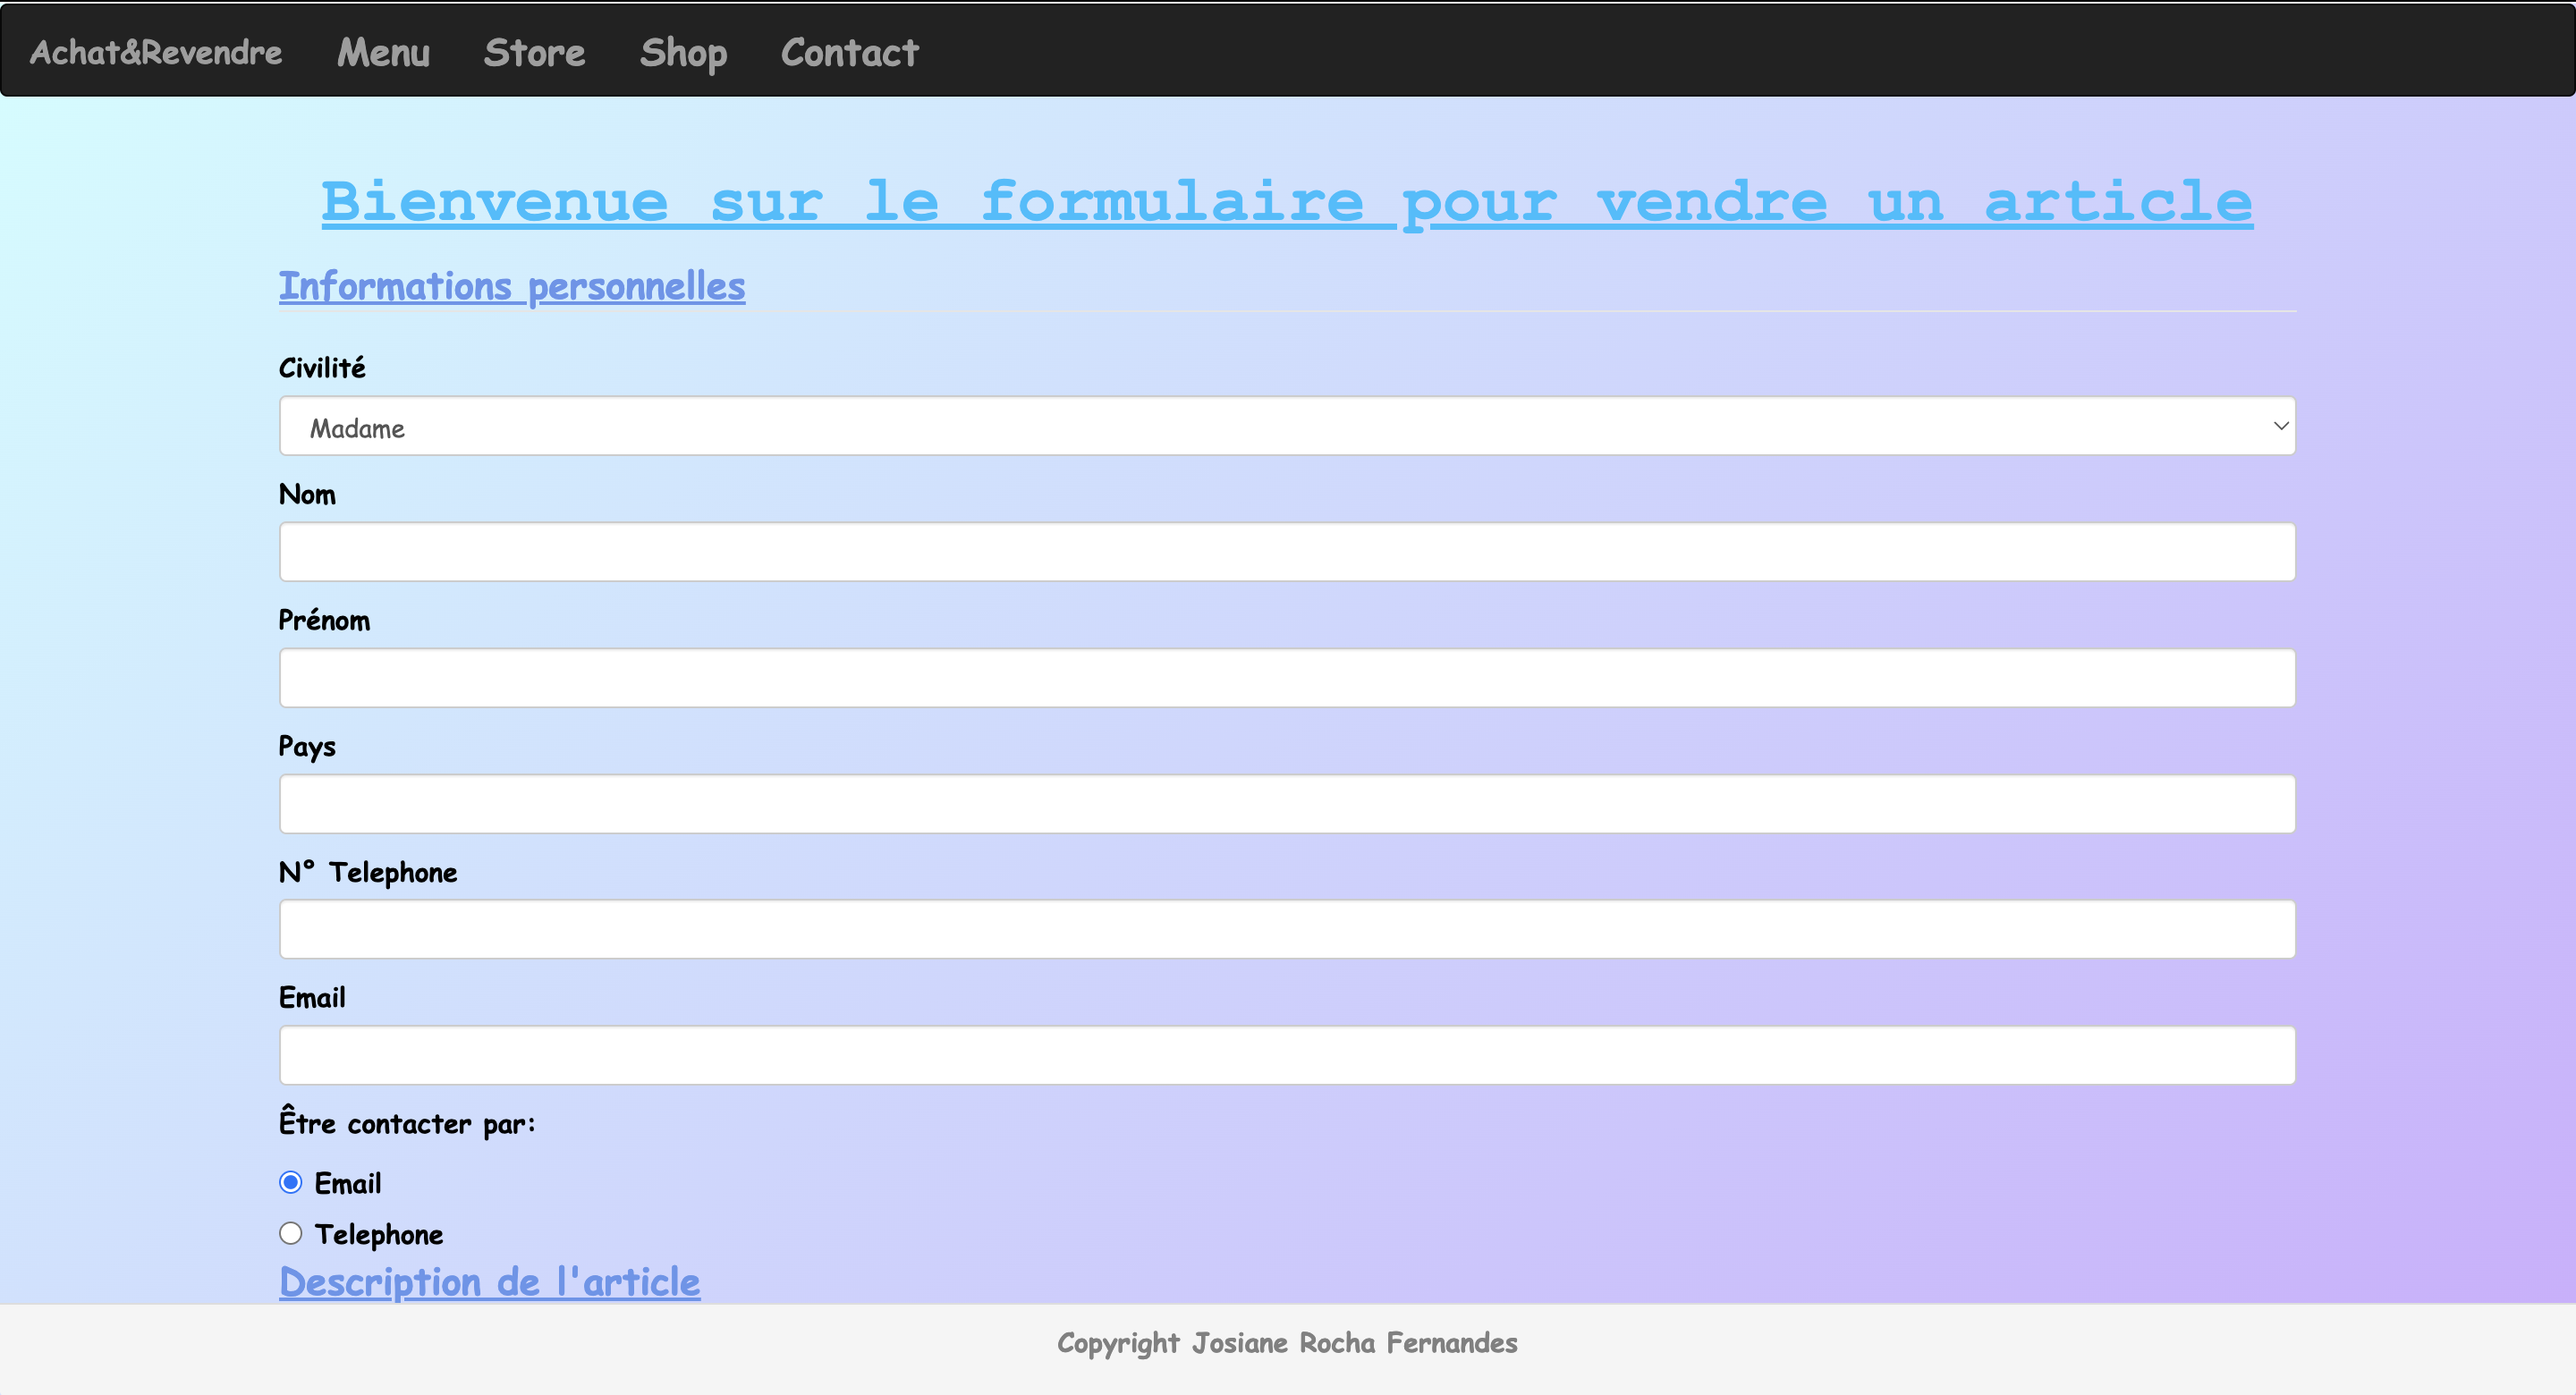 Achat&Revendre Menu Store Shop Contact
Bienvenue sur le formulaire pour vendre un article
Informations personnelles
Civilité
Madame
Nom
Prénom
Pays
N° Telephone
Email
Être contacter par:
Email
Telephone
Description de l'article
Copyright Josiane Rocha Fernandes